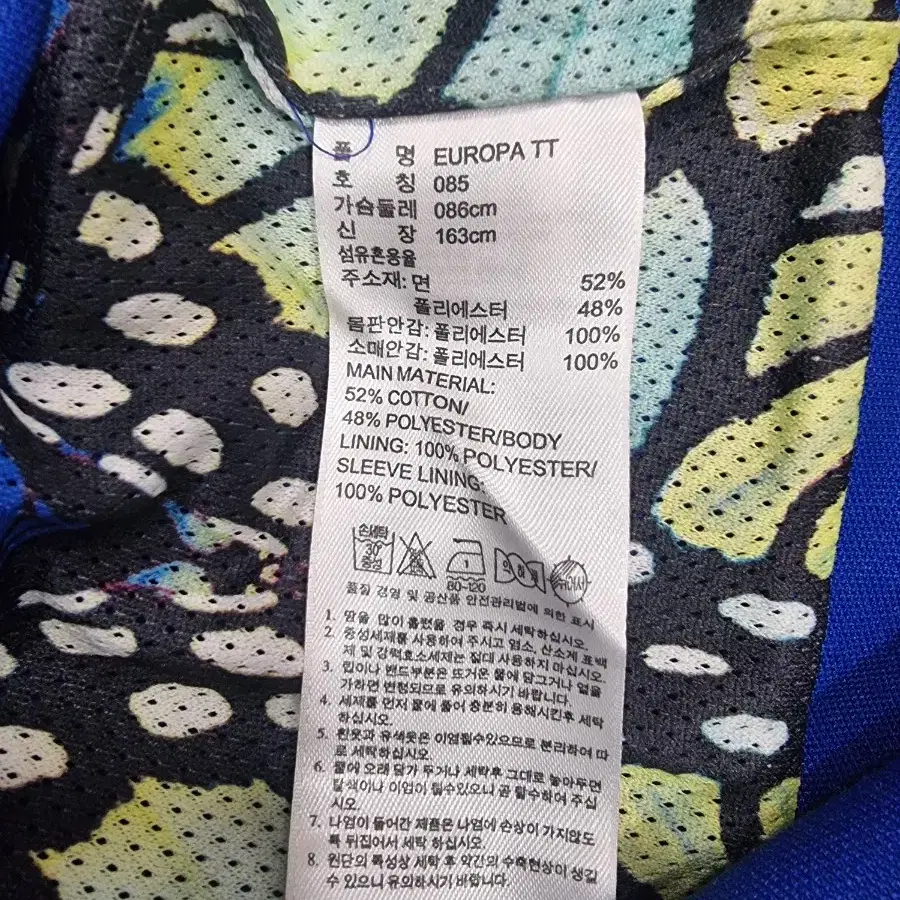 품 명 EUROPA TT
호 칭 085
가슴둘레 086cm
신 장 163cm
섬유혼용율
주소재: 면 52%
폴리에스터 48%
몸판안감: 폴리에스터 100%
소매안감: 폴리에스터 100%
MAIN MATERIAL:
52% COTTON/
48% POLYESTER/BODY
LINING: 100% POLYESTER/
SLEEVE LINING:
100% POLYESTER
손세탁
30°
중성
1
80-120
약하게
뉘어서
품질 경영 및 공산품 안전관리법에 의한 표시
1. 땀을 많이 흘렸을 경우 즉시 세탁하십시오.
2. 중성세제를 사용하여 주시고 염소, 산소계 표백
제 및 강력효소세제는 절대 사용하지 마십시오.
3. 립이나 밴드부분은 뜨거운 물에 담그거나 열을
가하면 변형되므로 유의하시기 바랍니다.
4. 세제를 먼저 물에 풀어 충분히 용해시킨후 세탁
하십시오.
5. 흰옷과 유색옷은 이염될수있으므로 분리하여 따
로 세탁하십시오.
6. 물에 오래 담가 두거나 세탁후 그대로 놓아두면
탈색이나 이염이 될수있으니 곧 필수하여 주십
시오.
7. 나염이 들어간 제품은 나염에 손상이 가지않도
록 뒤집어서 세탁 하십시오.
8. 원단의 특성상 세탁 후 약간의 수축현상이 생길
수 있으니 유의하시기 바랍니다.